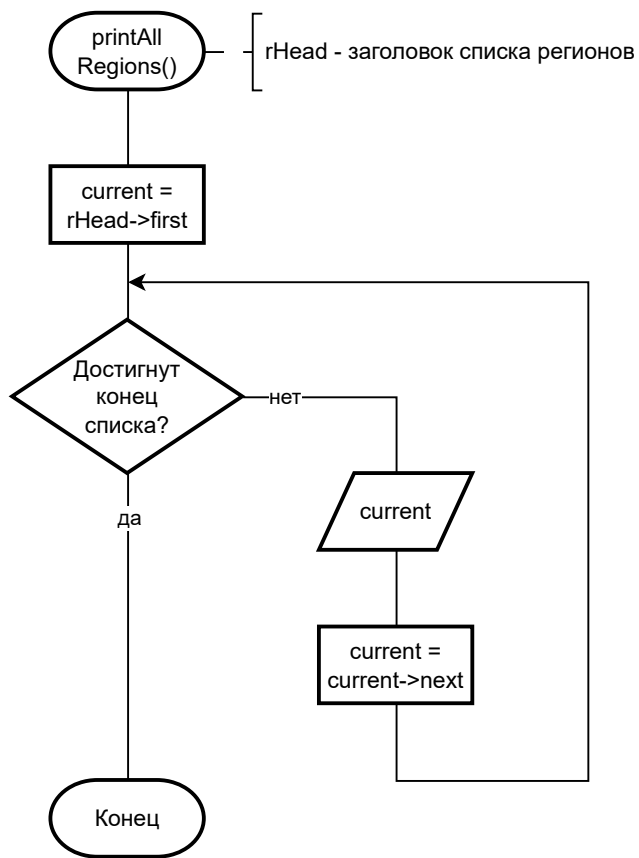 printAll
Regions()
rHead - заголовок списка регионов
current =
rHead->first
Достигнут
конец
списка?
нет
current
да
current =
current->next
Конец